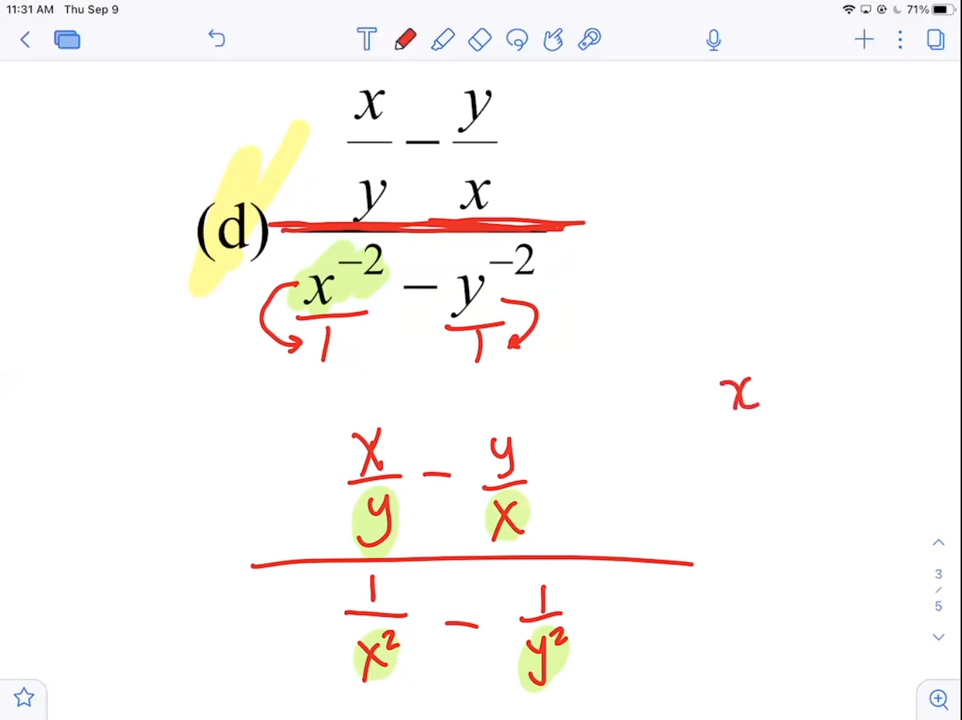 11:31 AM Thu Sep 9 71%
x/y − y/x
(d)
x⁻² − y⁻²
1 1
x
x/y − y/x
1/x² − 1/y²
3
/
5